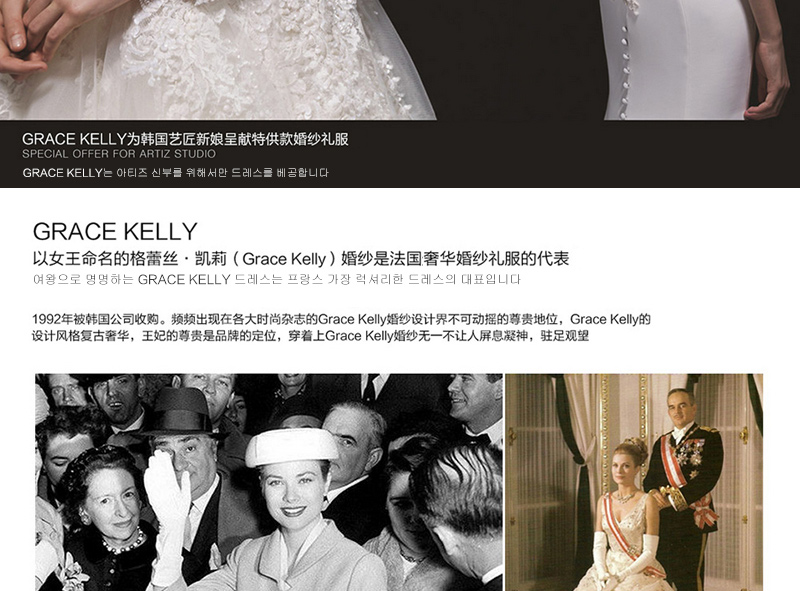 GRACE KELLY为韩国艺匠新娘呈献特供款婚纱礼服
SPECIAL OFFER FOR ARTIZ STUDIO
GRACE KELLY는 아티즈 신부를 위해서만 드레스를 베공합니다
GRACE KELLY
以女王命名的格蕾丝·凯莉（Grace Kelly）婚纱是法国奢华婚纱礼服的代表
여왕으로 명명하는 GRACE KELLY 드레스는 프랑스 가장 럭셔리한 드레스의 대표입니다
1992年被韩国公司收购。频频出现在各大时尚杂志的Grace Kelly婚纱设计界不可动摇的尊贵地位，Grace Kelly的
设计风格复古奢华，王妃的尊贵是品牌的定位，穿着上Grace Kelly婚纱无一不让人屏息凝神，驻足观望